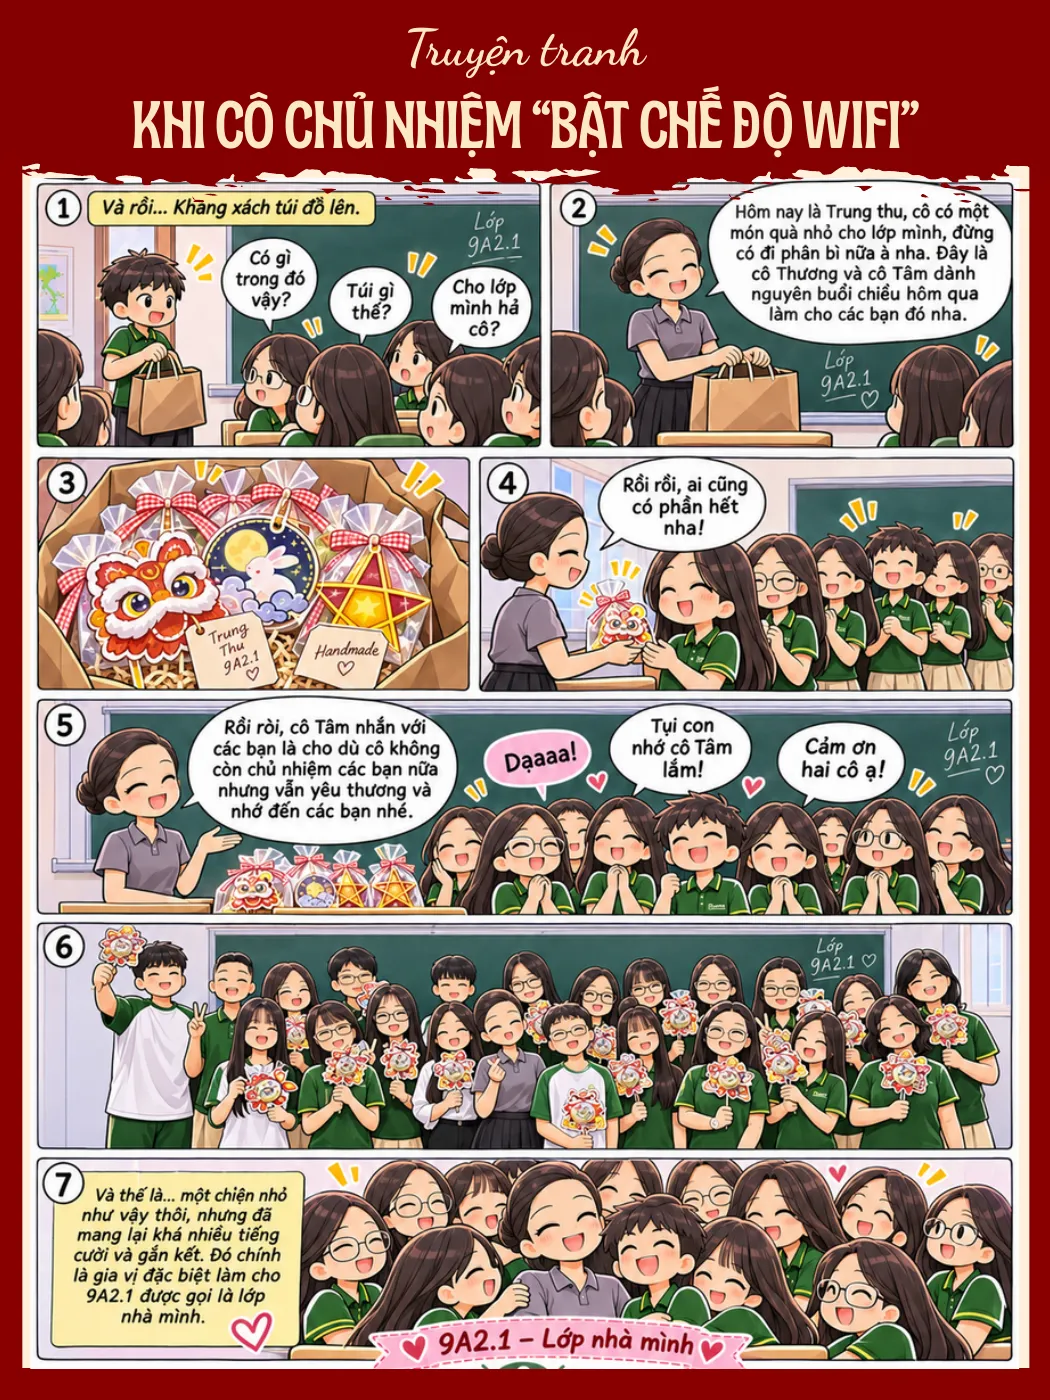 Truyện tranh
KHI CÔ CHỦ NHIỆM “BẬT CHẾ ĐỘ WIFI”
1
Và rồi... Khang xách túi đồ lên.
Có gì
trong đó
vậy?
Túi gì
thế?
Cho lớp
mình hả
cô?
Lớp
9A2.1
2
Hôm nay là Trung thu, cô có một
món quà nhỏ cho lớp mình, đừng
có đi phân bì nữa à nha. Đây là
cô Thương và cô Tâm dành
nguyên buổi chiều hôm qua
làm cho các bạn đó nha.
Lớp
9A2.1
3
Trung
Thu
9A2.1
Handmade
4
Rồi rồi, ai cũng
có phần hết
nha!
5
Rồi ròi, cô Tâm nhắn với
các bạn là cho dù cô không
còn chủ nhiệm các bạn nữa
nhưng vẫn yêu thương và
nhớ đến các bạn nhé.
Dạaaa!
Tụi con
nhớ cô Tâm
lắm!
Cảm ơn
hai cô ạ!
Lớp
9A2.1
6
Lớp
9A2.1
7
Và thế là... một chiện nhỏ
như vậy thôi, nhưng đã
mang lại khá nhiều tiếng
cười và gắn kết. Đó chính
là gia vị đặc biệt làm cho
9A2.1 được gọi là lớp
nhà mình.
9A2.1 – Lớp nhà mình